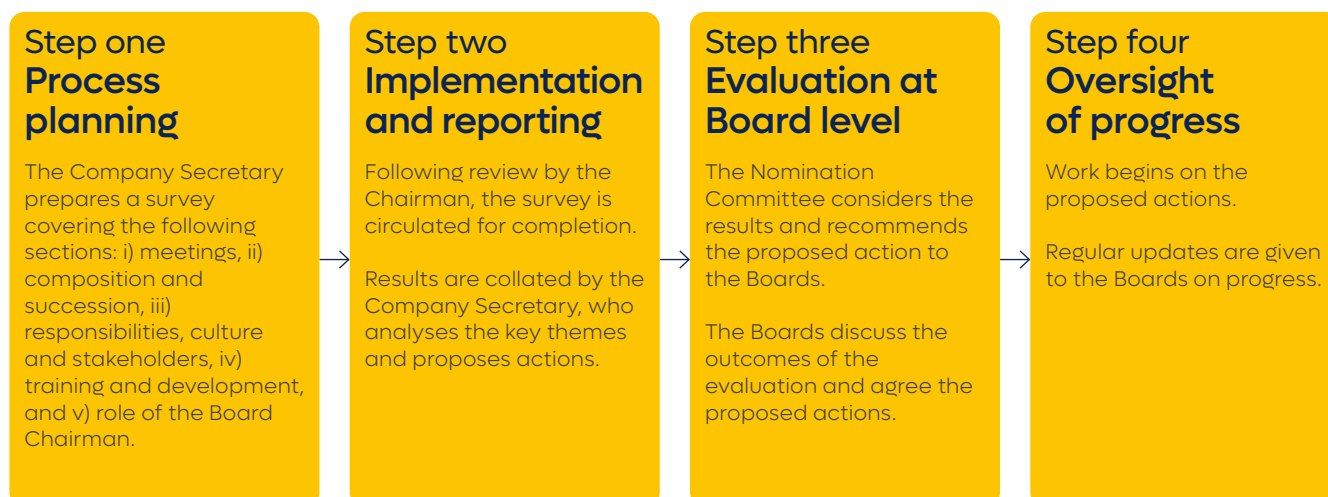 Step one
Process
planning
The Company Secretary
prepares a survey
covering the following
sections: i) meetings, ii)
composition and
succession, iii)
responsibilities, culture
and stakeholders, iv)
training and development,
and v) role of the Board
Chairman.
Step two
Implementation
and reporting
Following review by the
Chairman, the survey is
circulated for completion.
Results are collated by the
Company Secretary, who
analyses the key themes
and proposes actions.
Step three
Evaluation at
Board level
The Nomination
Committee considers the
results and recommends
the proposed action to
the Boards.
The Boards discuss the
outcomes of the
evaluation and agree the
proposed actions.
Step four
Oversight
of progress
Work begins on the
proposed actions.
Regular updates are given
to the Boards on progress.